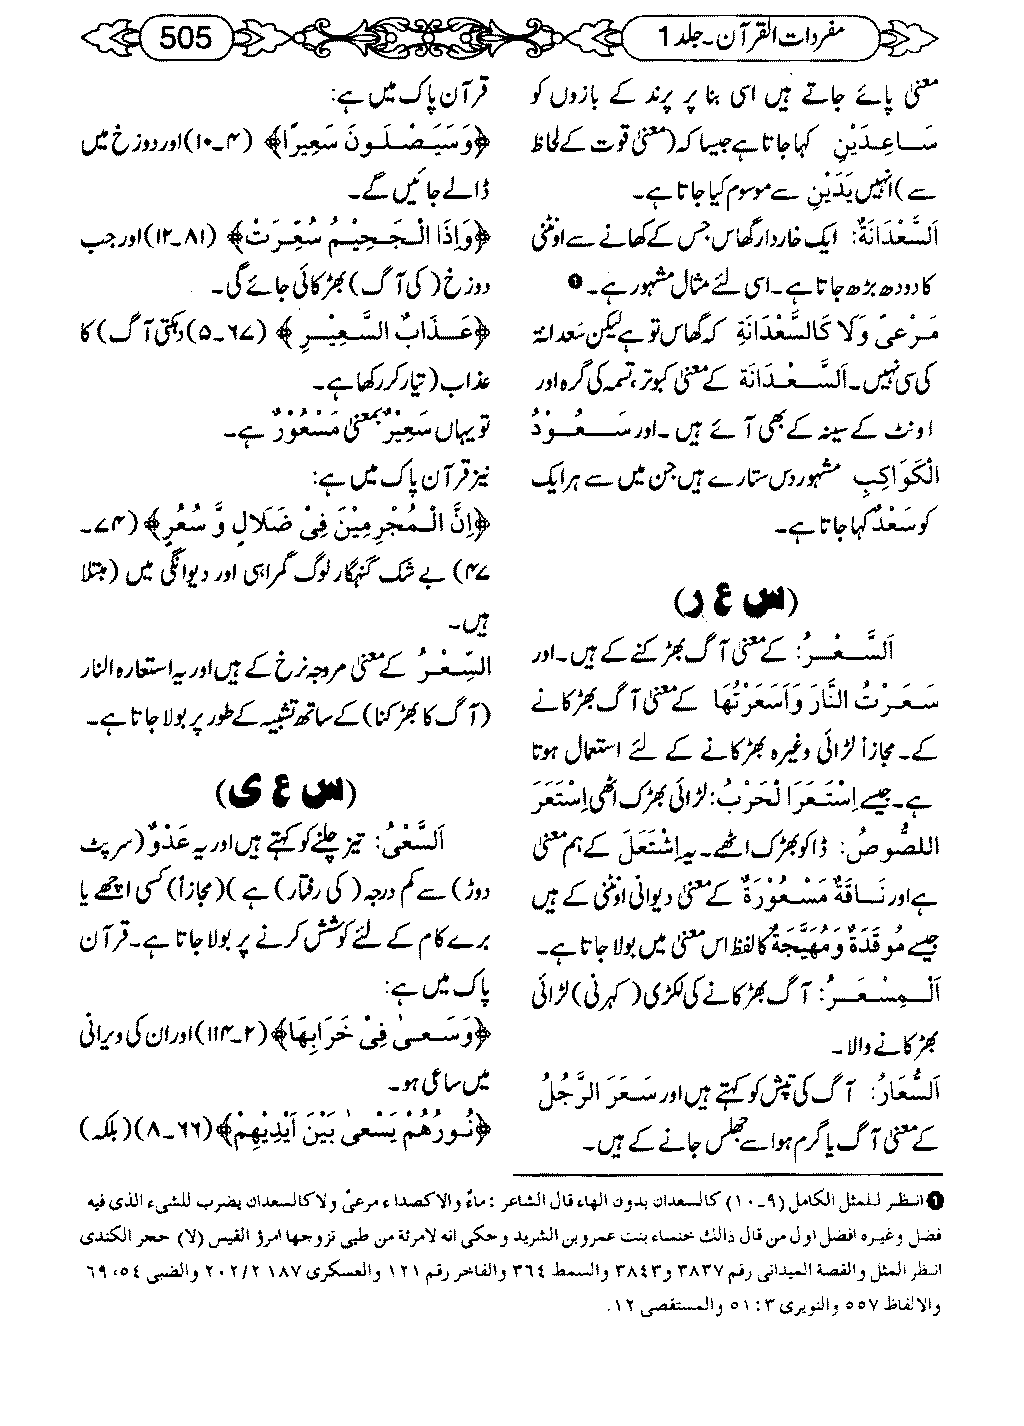 مفردات القرآن۔جلد 1
505
معنی پائے جاتے ہیں اسی بنا پر پرند کے بازوں کو
سَاعِدَیْنِ کہا جاتا ہے جیسا کہ (معنی قوت کے لحاظ
سے) انہیں یَدَیْنِ سے موسوم کیا جاتا ہے۔
اَلسَّعْدَانَۃُ: ایک خاردار گھاس جس کے کھانے سے اونٹنی
کا دودھ بڑھ جاتا ہے۔ اسی لئے مثال مشہور ہے۔ ❶
مَرْعیً وَلَا کَالسَّعْدَانَۃِ کہ گھاس تو ہے لیکن سَعدانۃ
کی سی نہیں۔ اَلسَّعْدَانَۃ کے معنی کبوتر، تسمہ کی گرہ اور
اونٹ کے سینہ کے بھی آئے ہیں۔ اور سَعُوْدُ
الْکَوَاکِبِ مشہور دس ستارے ہیں جن میں سے ہر ایک
کو سَعْدٌ کہا جاتا ہے۔
(س ع ر)
اَلسَّعْرُ: کے معنی آگ بھڑکنے کے ہیں۔ اور
سَعَرْتُ النَّارَ وَاَسْعَرْتُهَا کے معنی آگ بھڑکانے
کے۔ مجازاً لڑائی وغیرہ بھڑکانے کے لئے استعمال ہوتا
ہے۔ جیسے اِسْتَعَرَا لْحَرْبُ: لڑائی بھڑک اٹھی اِسْتَعَرَ
اللصُّوصُ: ڈاکو بھڑک اٹھے۔ یہ اِشْتَعَلَ کے ہم معنی
ہے اور نَاقَۃٌ مَسْعُوْرَۃٌ کے معنی دیوانی اونٹنی کے ہیں
جیسے مُوقَدَۃٌ وَمُهَیَّجَۃٌ کا لفظ اس معنی میں بولا جاتا ہے۔
اَلْمِسْعَرُ: آگ بھڑکانے کی لکڑی (کہرنی) لڑائی
بھڑکانے والا۔
اَلسُّعَارُ: آگ کی تپش کو کہتے ہیں اور سَعَرَ الرَّجُلُ
کے معنی آگ یا گرم ہوا سے جھلس جانے کے ہیں۔
قرآن پاک میں ہے:
﴿وَسَیَصْلَوْنَ سَعِیرًا﴾ (۴۔۱۰) اور دوزخ میں
ڈالے جائیں گے۔
﴿وَاِذَا الْجَحِیْمُ سُعِّرَتْ﴾ (۸۱۔۱۲) اور جب
دوزخ (کی آگ) بھڑکائی جائے گی۔
﴿عَذَابُ السَّعِیْرِ﴾ (۶۷۔۵) دہکتی آگ) کا
عذاب (تیار کر رکھا ہے۔
تو یہاں سَعِیْرٌ بمعنی مَسْعُوْرٌ ہے۔
نیز قرآن پاک میں ہے:
﴿اِنَّ الْمُجْرِمِیْنَ فِیْ ضَلَالٍ وَّ سُعُرٍ﴾ (۷۴۔
۴۷) بے شک گنہگار لوگ گمراہی اور دیوانگی میں (مبتلا
ہیں۔
السِّعْرُ کے معنی مروجہ نرخ کے ہیں اور یہ استعارہ النار
(آگ کا بھڑکنا) کے ساتھ تشبیہ کے طور پر بولا جاتا ہے۔
(س ع ی)
اَلسَّعْیُ: تیز چلنے کو کہتے ہیں اور یہ عَدْوٌ (سرپٹ
دوڑ) سے کم درجہ (کی رفتار) ہے (مجازاً) کسی اچھے یا
برے کام کے لئے کوشش کرنے پر بولا جاتا ہے۔ قرآن
پاک میں ہے:
﴿وَسَعیٰ فِیْ خَرَابِهَا﴾ (۲۔۱۱۴) اور ان کی ویرانی
میں ساعی ہو۔
﴿نُوْرُهُمْ یَسْعٰی بَیْنَ اَیْدِیْهِمْ﴾ (۶۶۔۸) (بلکہ)
❶ انظر للمثل الکامل (۹۔۱۰) کالسعدان بدون الهاء قال الشاعر: ماءٌ والا کصداء مرعیً ولا کالسعدان یضرب للشیء الذی فیه
فضل وغیره افضل اول من قال ذالك خنساء بنت عمرو بن الشرید وحکی انه لامرئة من طیی تزوجها امرؤ القیس (لا) حجر الکندی
انظر المثل والقصة المیدانی رقم ۳۸۳۷ و ۳۸۴۳ والسمط ۳۶۴ والفاخر رقم ۱۲۱ والعسکری ۱۸۷ ۲۰۲/۲ والضبی ۵۴، ۶۹
والالفاظ ۵۵۷ والنویری ۳: ۵۱ والمستقصی ۱۲.